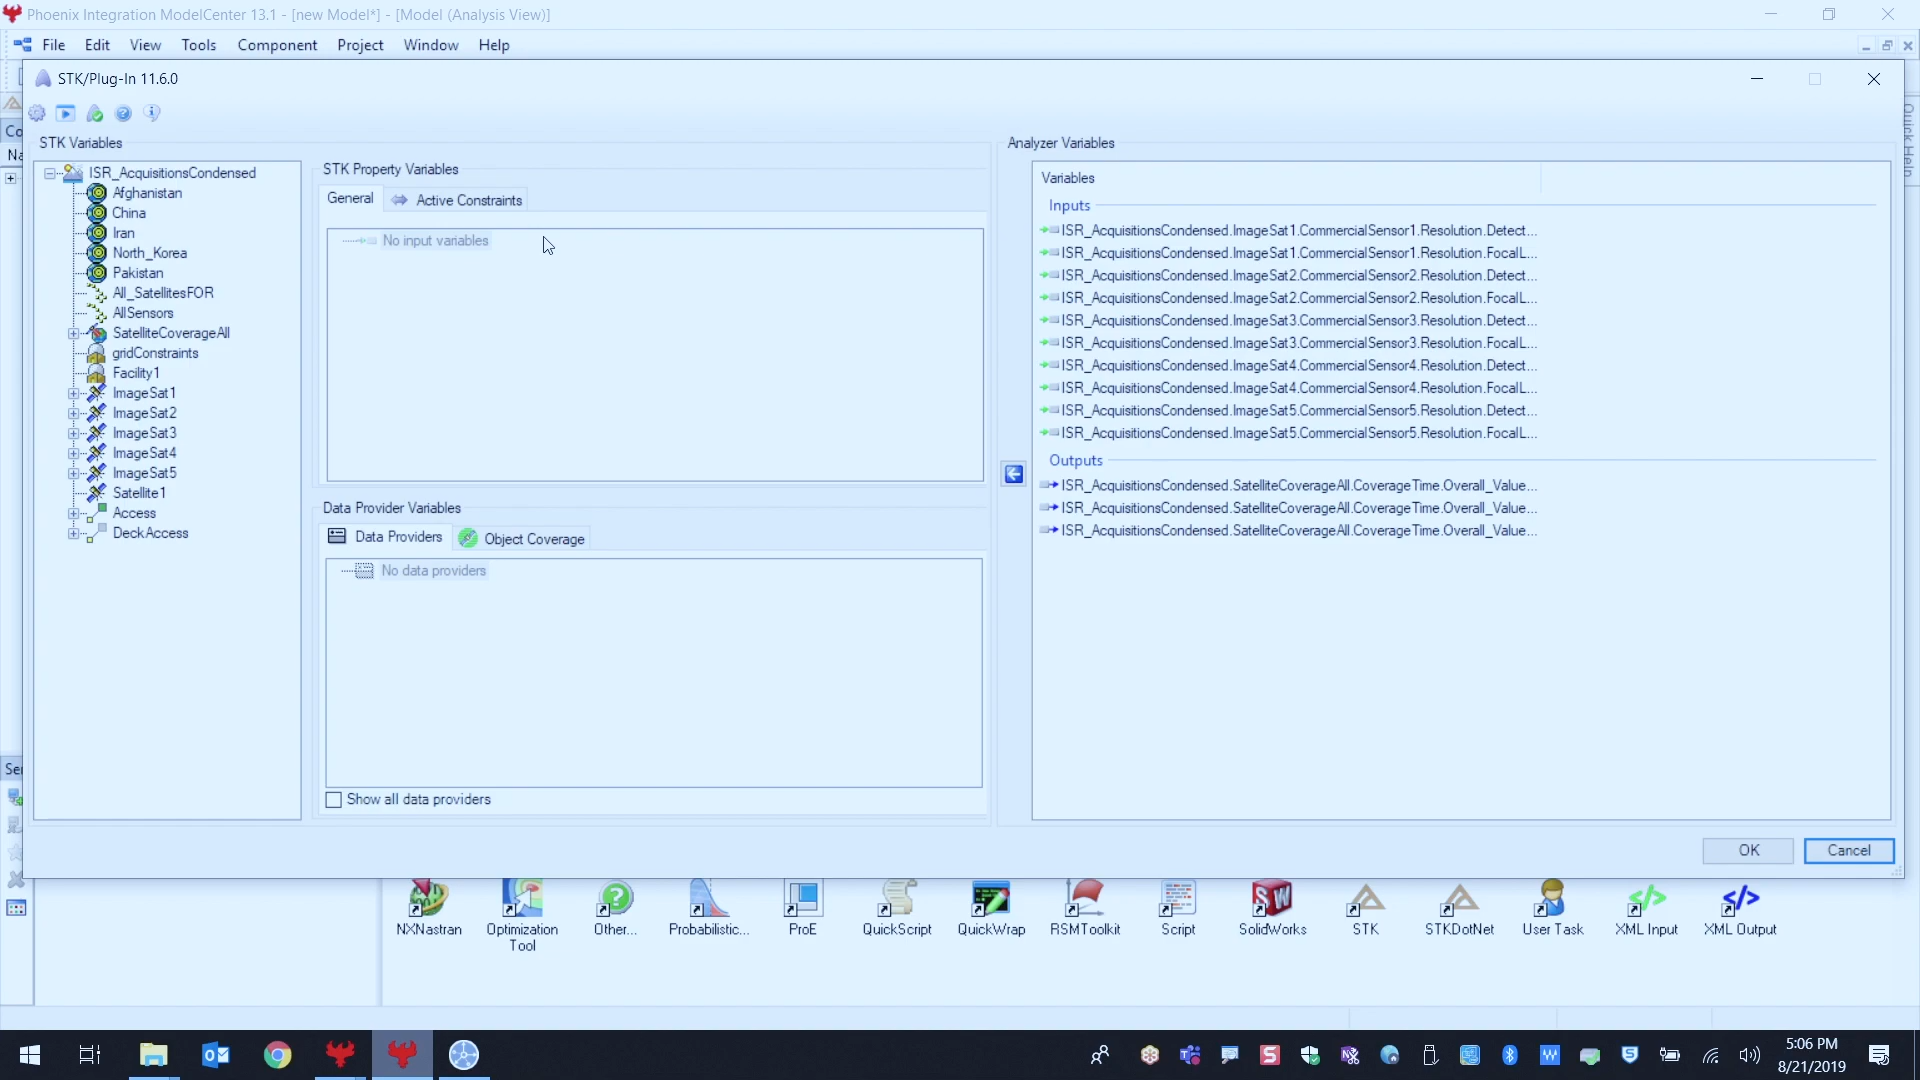 Phoenix Integration ModelCenter 13.1 - [new Model*] - [Model (Analysis View)]
File Edit View Tools Component Project Window Help
STK/Plug-In 11.6.0
Co
Na
Quick Help
STK Variables
ISR_AcquisitionsCondensed
Afghanistan
China
Iran
North_Korea
Pakistan
All_SatellitesFOR
AllSensors
SatelliteCoverageAll
gridConstraints
Facility1
ImageSat1
ImageSat2
ImageSat3
ImageSat4
ImageSat5
Satellite1
Access
DeckAccess
STK Property Variables
General Active Constraints
No input variables
Data Provider Variables
Data Providers Object Coverage
No data providers
Show all data providers
Analyzer Variables
Variables
Inputs
ISR_AcquisitionsCondensed.ImageSat1.CommercialSensor1.Resolution.Detect...
ISR_AcquisitionsCondensed.ImageSat1.CommercialSensor1.Resolution.FocalL...
ISR_AcquisitionsCondensed.ImageSat2.CommercialSensor2.Resolution.Detect...
ISR_AcquisitionsCondensed.ImageSat2.CommercialSensor2.Resolution.FocalL...
ISR_AcquisitionsCondensed.ImageSat3.CommercialSensor3.Resolution.Detect...
ISR_AcquisitionsCondensed.ImageSat3.CommercialSensor3.Resolution.FocalL...
ISR_AcquisitionsCondensed.ImageSat4.CommercialSensor4.Resolution.Detect...
ISR_AcquisitionsCondensed.ImageSat4.CommercialSensor4.Resolution.FocalL...
ISR_AcquisitionsCondensed.ImageSat5.CommercialSensor5.Resolution.Detect...
ISR_AcquisitionsCondensed.ImageSat5.CommercialSensor5.Resolution.FocalL...
Outputs
ISR_AcquisitionsCondensed.SatelliteCoverageAll.CoverageTime.Overall_Value...
ISR_AcquisitionsCondensed.SatelliteCoverageAll.CoverageTime.Overall_Value...
ISR_AcquisitionsCondensed.SatelliteCoverageAll.CoverageTime.Overall_Value...
OK Cancel
Ser
NXNastran
Optimization
Tool
Other...
Probabilistic...
ProE
QuickScript
QuickWrap
RSMToolkit
Script
SolidWorks
STK
STKDotNet
User Task
XML Input
XML Output
5:06 PM
8/21/2019